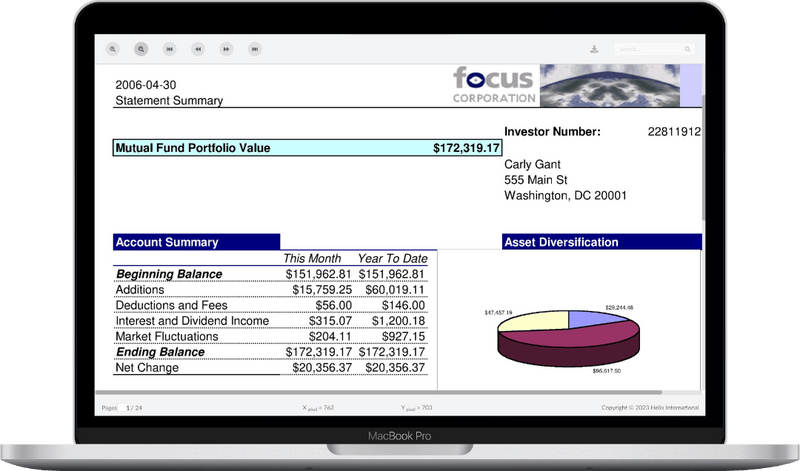 2006-04-30
Statement Summary
focus
CORPORATION
Mutual Fund Portfolio Value $172,319.17
Investor Number: 22811912
Carly Gant
555 Main St
Washington, DC 20001
Account Summary
This Month Year To Date
Beginning Balance $151,962.81 $151,962.81
Additions $15,759.25 $60,019.11
Deductions and Fees $56.00 $146.00
Interest and Dividend Income $315.07 $1,200.18
Market Fluctuations $204.11 $927.15
Ending Balance $172,319.17 $172,319.17
Net Change $20,356.37 $20,356.37
Asset Diversification
$29,244.48
$47,457.19
$95,617.50
Pages 1 / 24
= 762
= 703
Copyright © 2023 Helix International
MacBook Pro